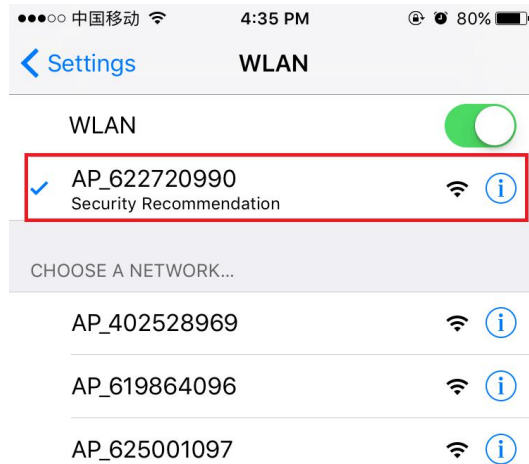 中国移动 4:35 PM 80%
Settings WLAN
WLAN
AP_622720990
Security Recommendation
CHOOSE A NETWORK...
AP_402528969
AP_619864096
AP_625001097